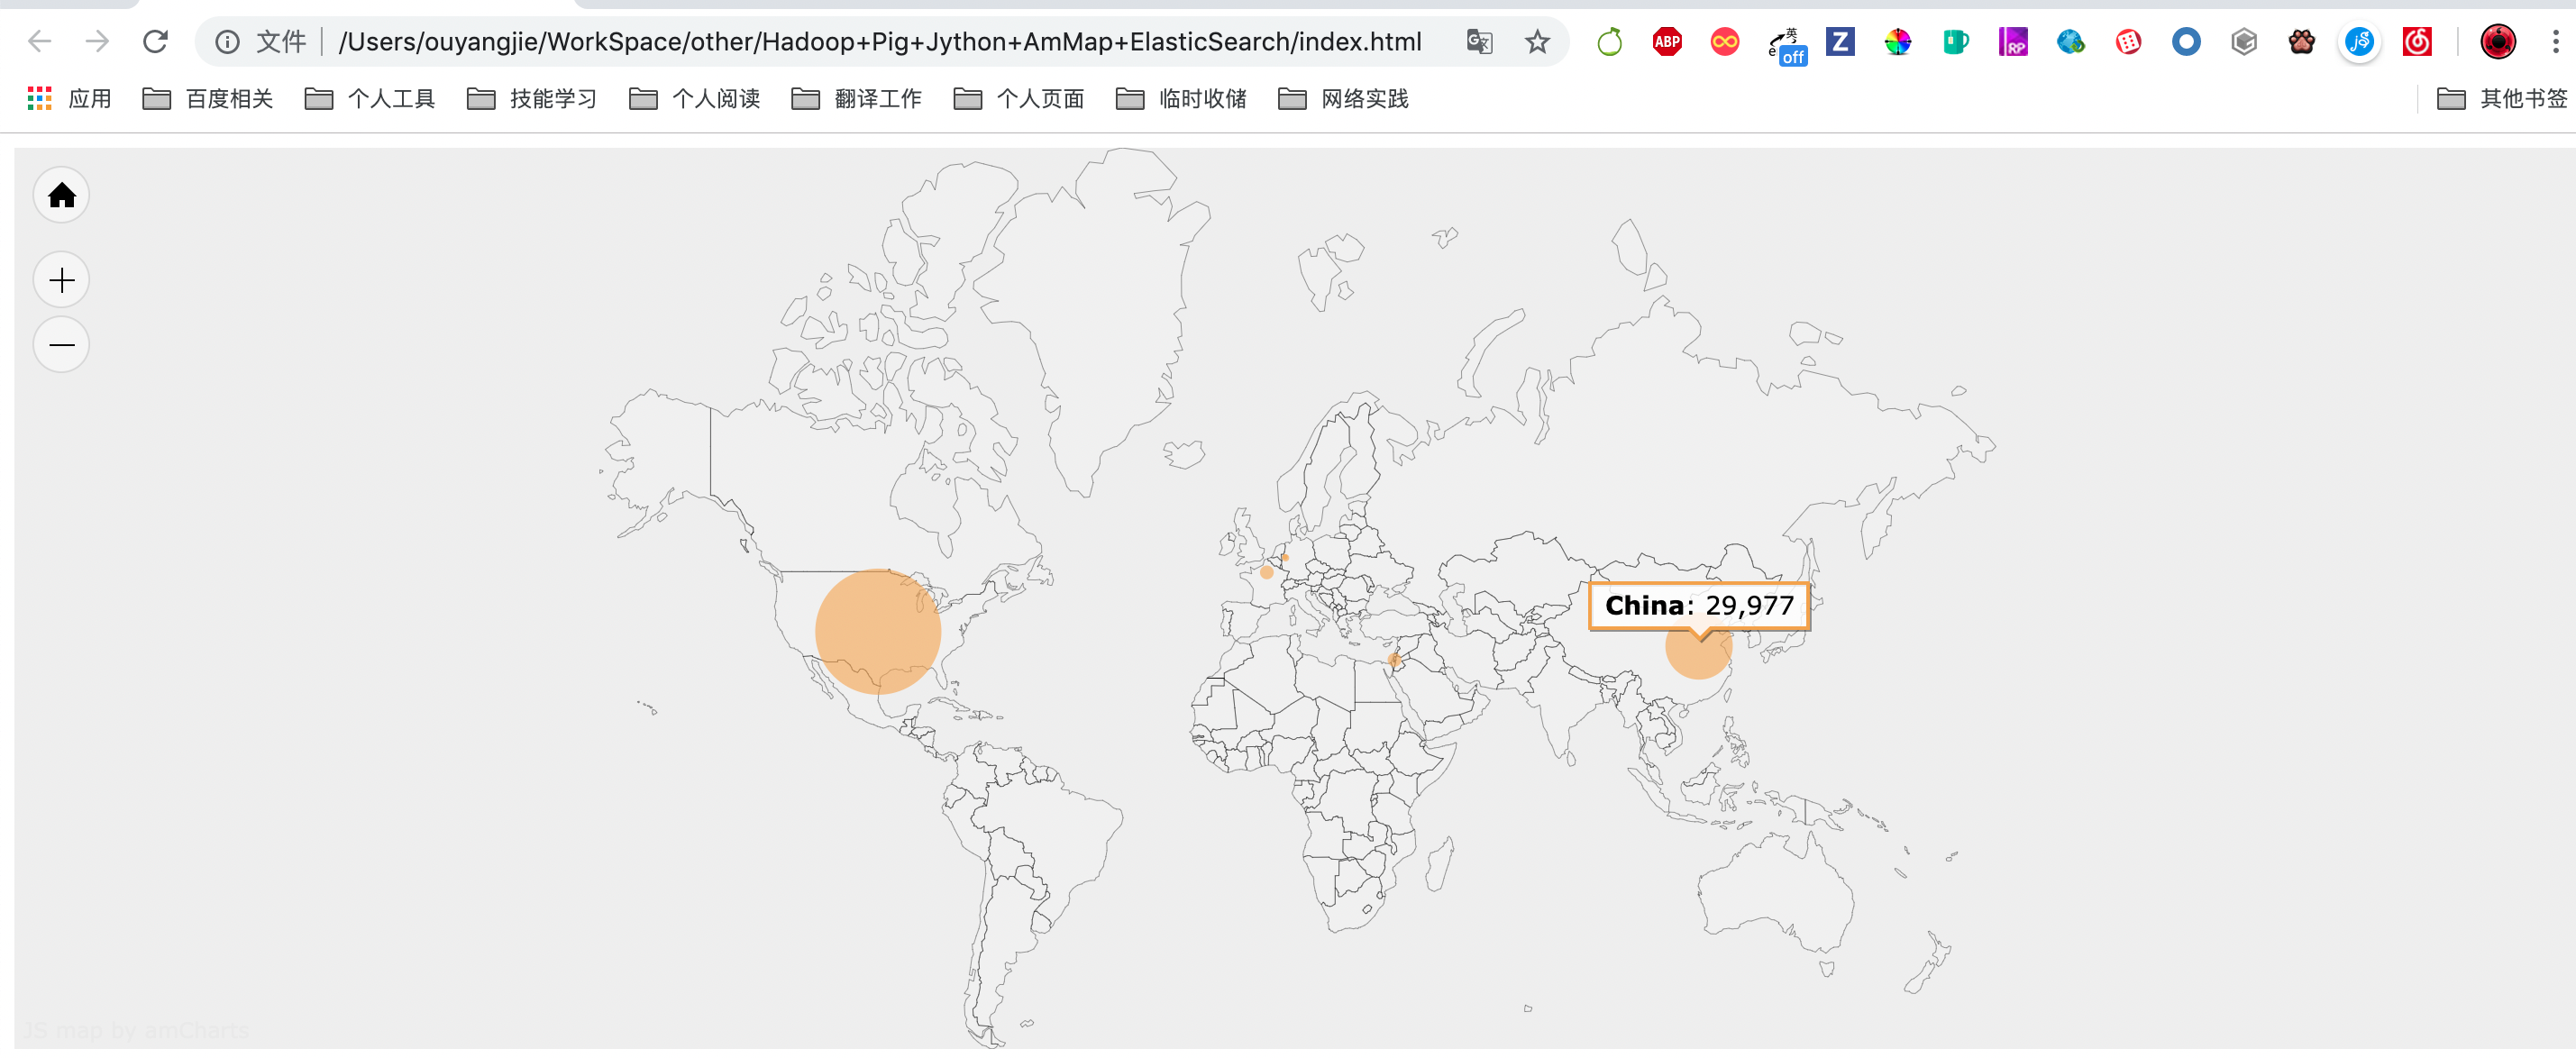 文件 /Users/ouyangjie/WorkSpace/other/Hadoop+Pig+Jython+AmMap+ElasticSearch/index.html
ABP
英
e
off
Z
RP
js
应用 百度相关 个人工具 技能学习 个人阅读 翻译工作 个人页面 临时收储 网络实践 其他书签
China: 29,977
JS map by amCharts